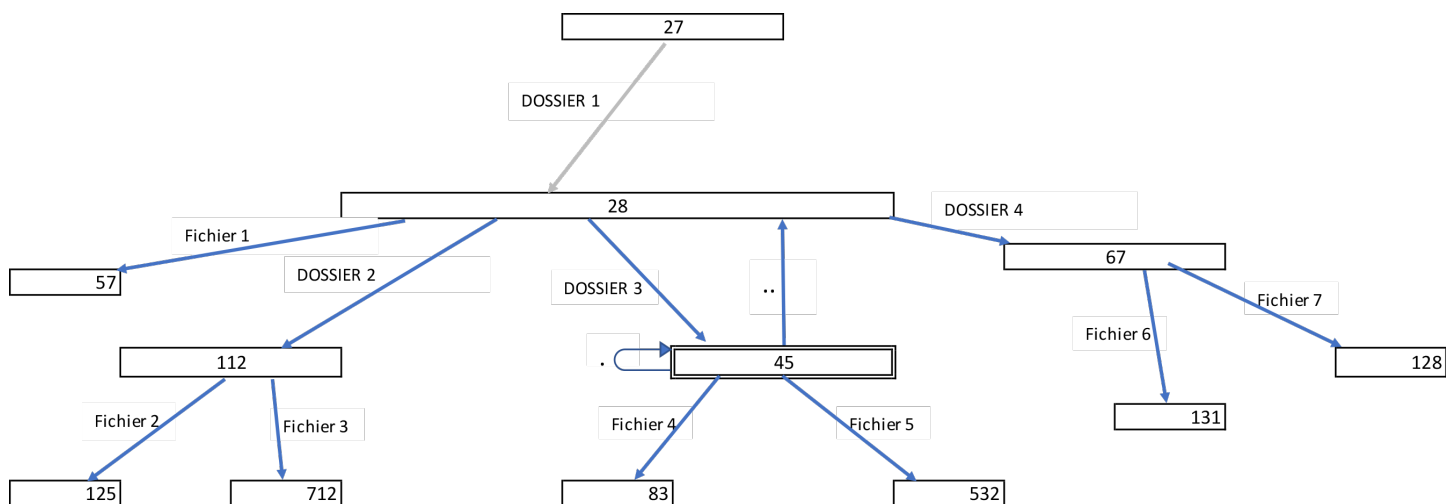 27
DOSSIER 1
28
DOSSIER 4
Fichier 1
67
57
DOSSIER 2
DOSSIER 3
..
Fichier 7
Fichier 6
112
.
45
128
131
Fichier 2
Fichier 3
Fichier 4
Fichier 5
125
712
83
532